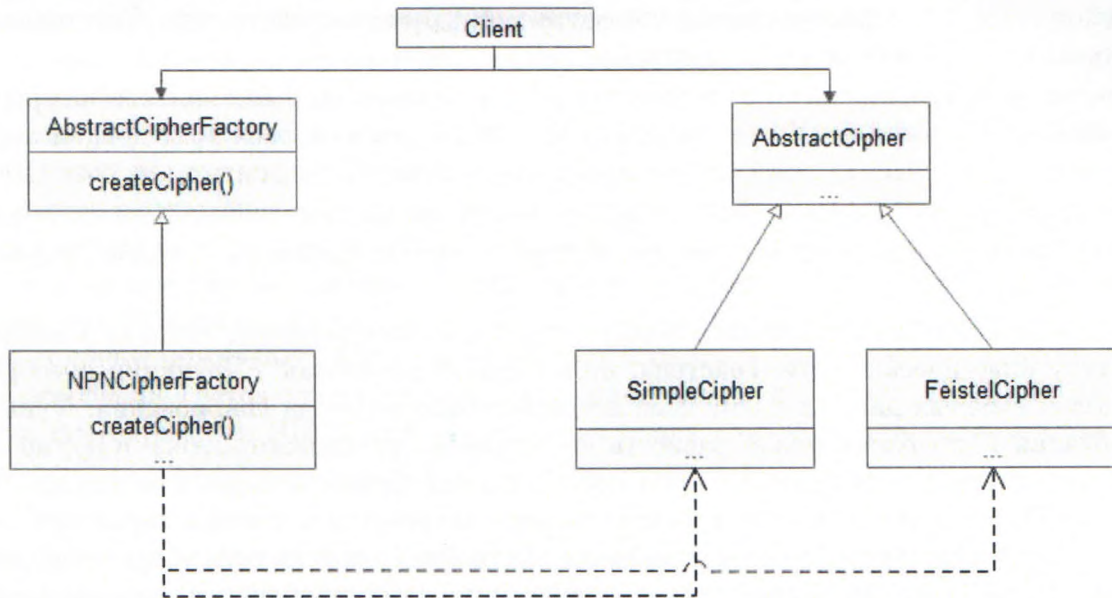 Client
AbstractCipherFactory
createCipher()
AbstractCipher
...
NPNCipherFactory
createCipher()
...
SimpleCipher
...
FeistelCipher
...